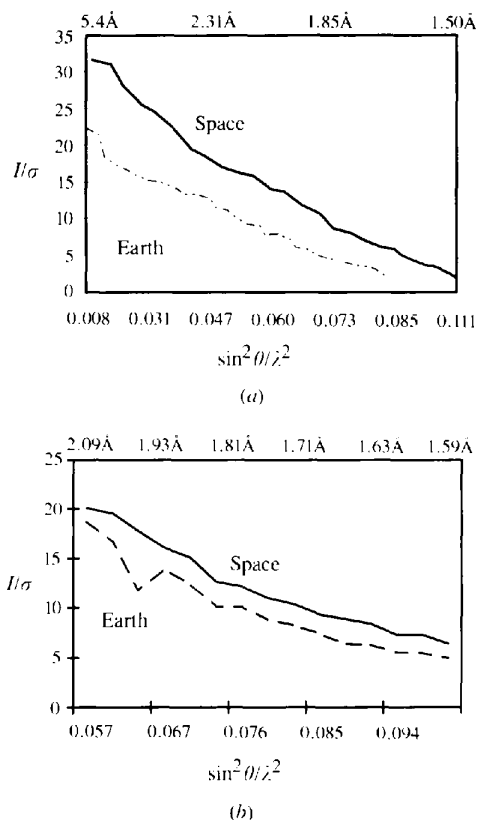 5.4Å 2.31Å 1.85Å 1.50Å
35
30
25
20
15
10
5
0
I/σ
Space
Earth
0.008 0.031 0.047 0.060 0.073 0.085 0.111
sin² θ/λ²
(a)
2.09Å 1.93Å 1.81Å 1.71Å 1.63Å 1.59Å
25
20
15
10
5
0
I/σ
Space
Earth
0.057 0.067 0.076 0.085 0.094
sin² θ/λ²
(b)